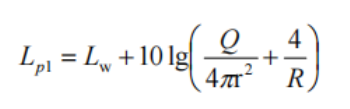 L_{p1} = L_w + 10 lg( Q / 4πr² + 4 / R )